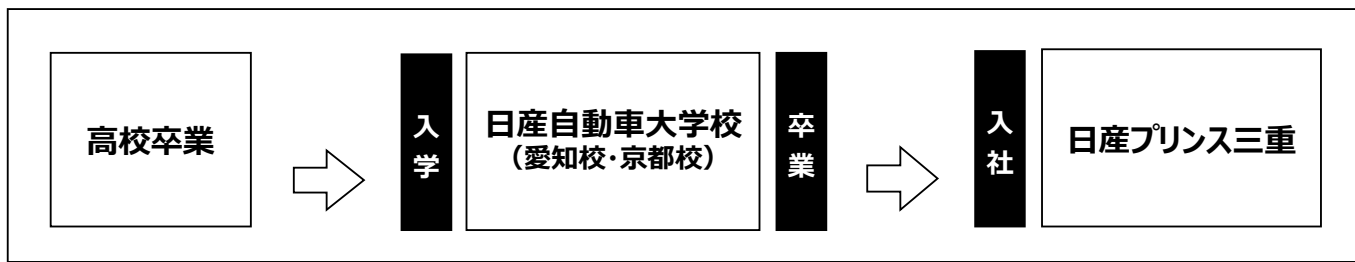 高校卒業
入学
日産自動車大学校
（愛知校・京都校）
卒業
入社
日産プリンス三重